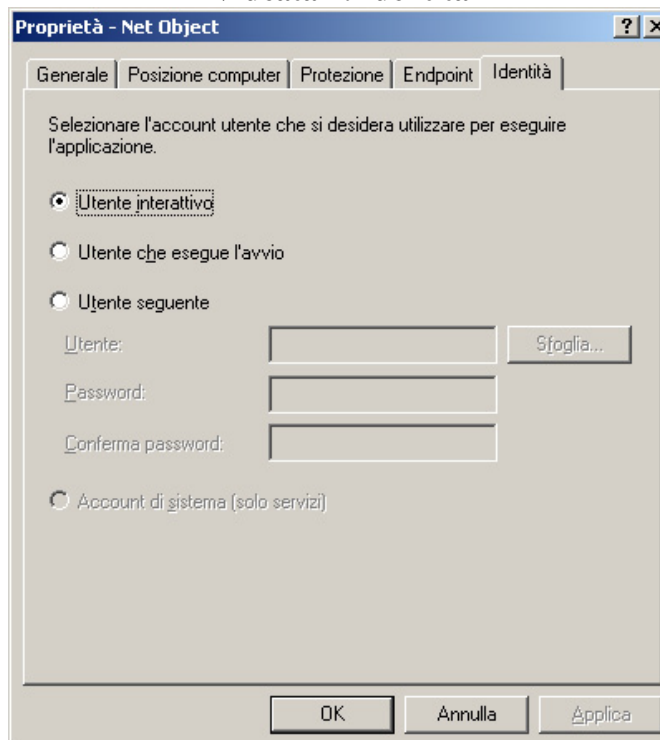 Proprietà - Net Object
Generale Posizione computer Protezione Endpoint Identità
Selezionare l'account utente che si desidera utilizzare per eseguire
l'applicazione.
Utente interattivo
Utente che esegue l'avvio
Utente seguente
Utente: Sfoglia...
Password:
Conferma password:
Account di sistema (solo servizi)
OK Annulla Applica